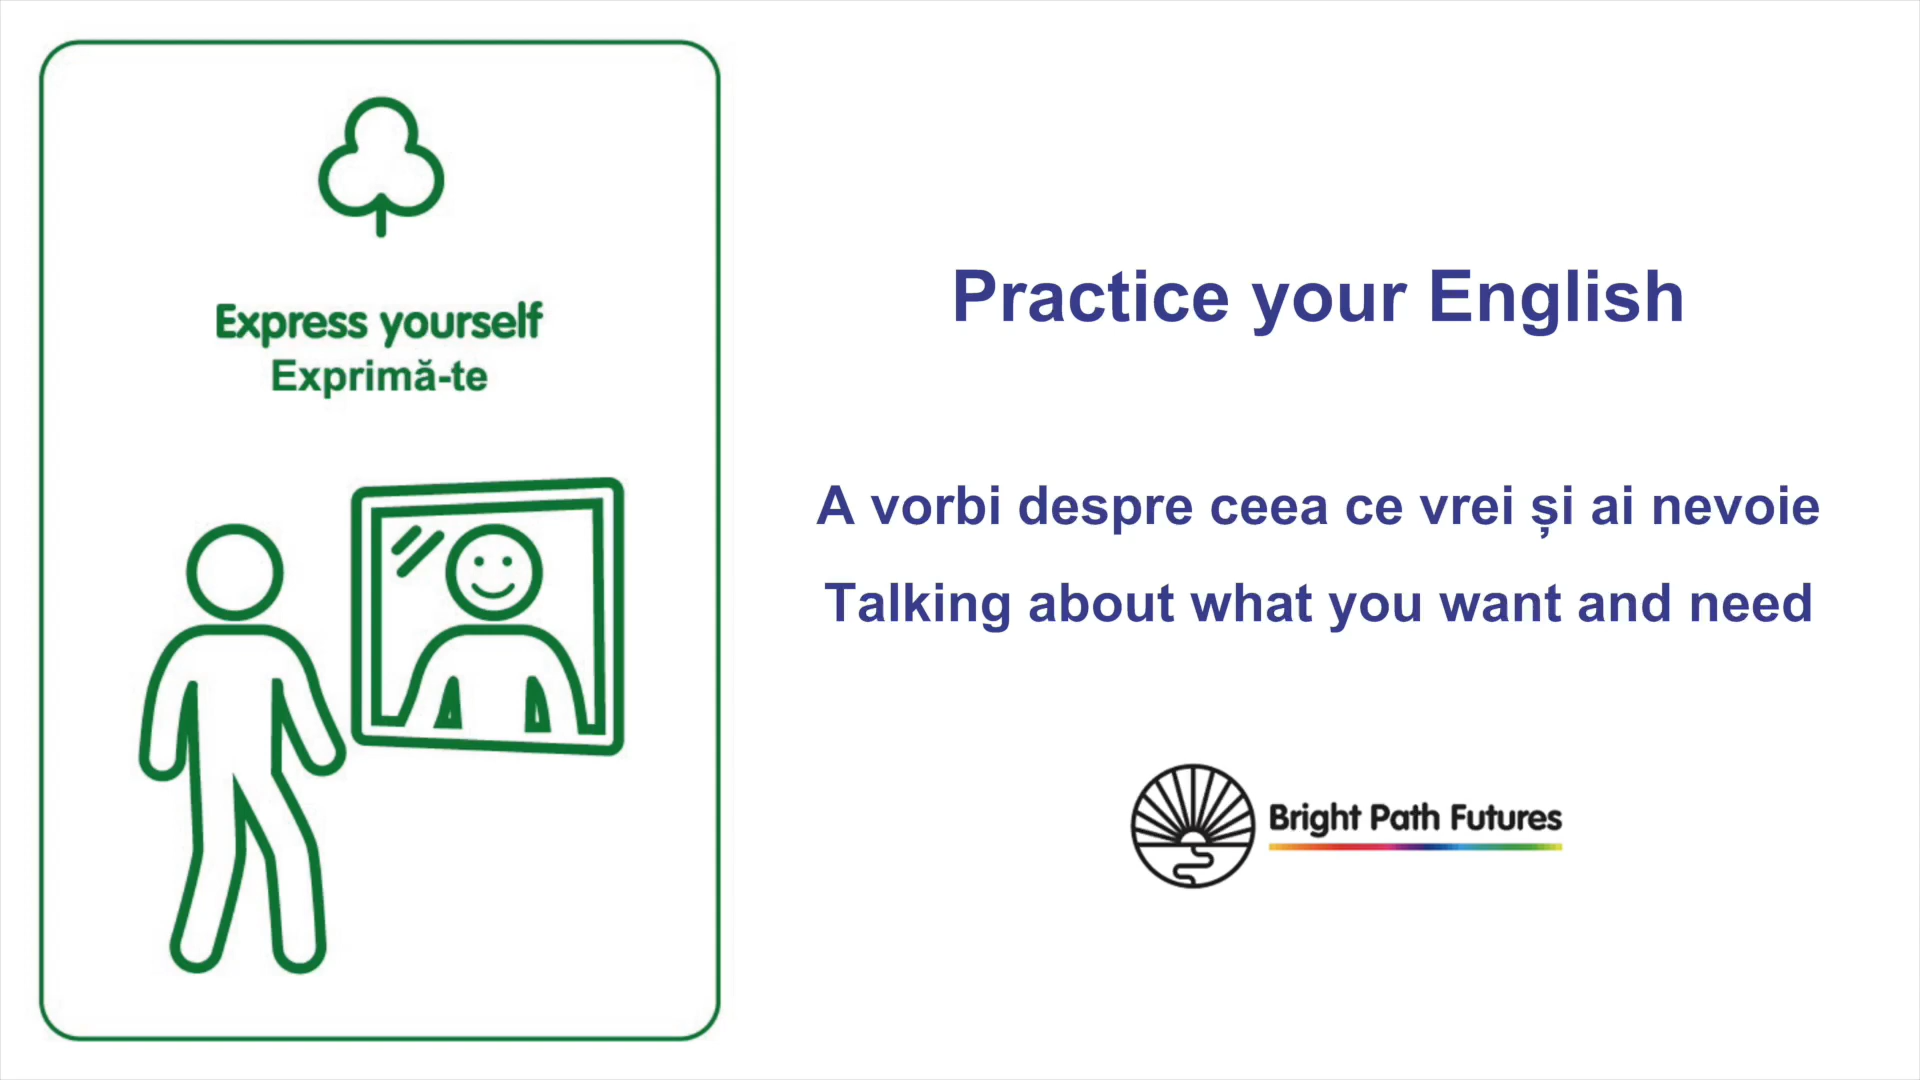 Express yourself
Exprimă-te
Practice your English
A vorbi despre ceea ce vrei și ai nevoie
Talking about what you want and need
Bright Path Futures